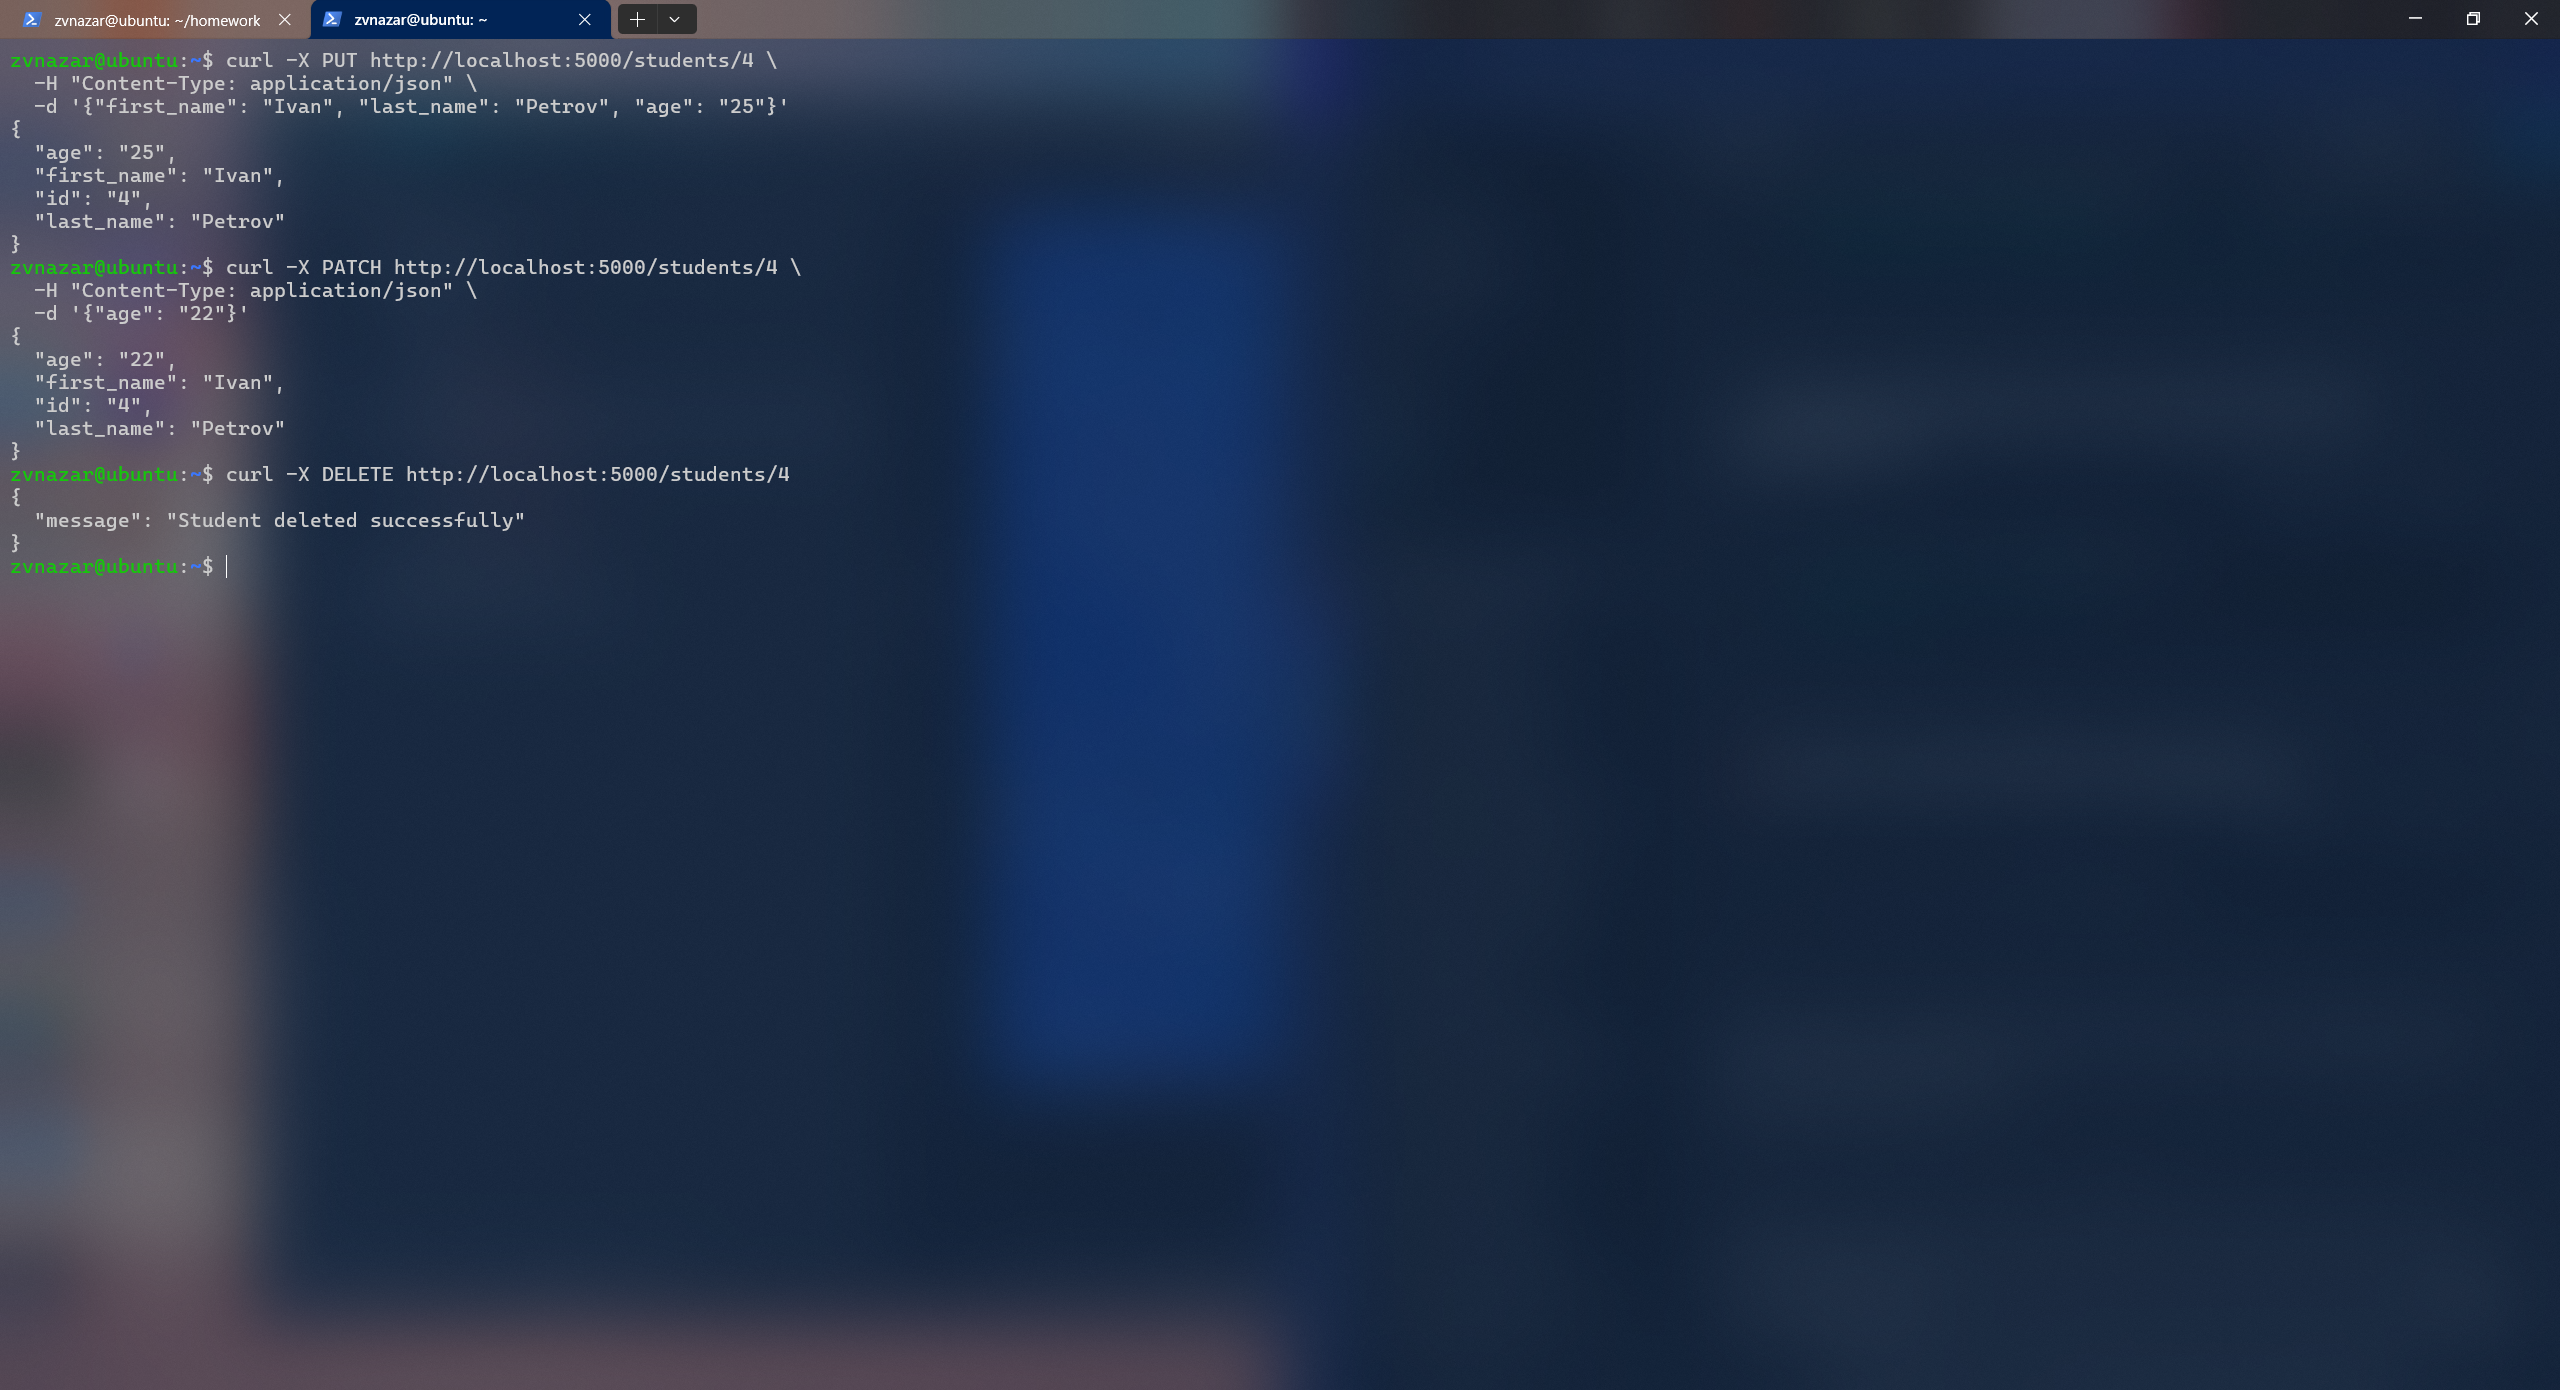 zvnazar@ubuntu: ~/homework
zvnazar@ubuntu: ~
zvnazar@ubuntu:~$ curl -X PUT http://localhost:5000/students/4 \
  -H "Content-Type: application/json" \
  -d '{"first_name": "Ivan", "last_name": "Petrov", "age": "25"}'
{
  "age": "25",
  "first_name": "Ivan",
  "id": "4",
  "last_name": "Petrov"
}
zvnazar@ubuntu:~$ curl -X PATCH http://localhost:5000/students/4 \
  -H "Content-Type: application/json" \
  -d '{"age": "22"}'
{
  "age": "22",
  "first_name": "Ivan",
  "id": "4",
  "last_name": "Petrov"
}
zvnazar@ubuntu:~$ curl -X DELETE http://localhost:5000/students/4
{
  "message": "Student deleted successfully"
}
zvnazar@ubuntu:~$